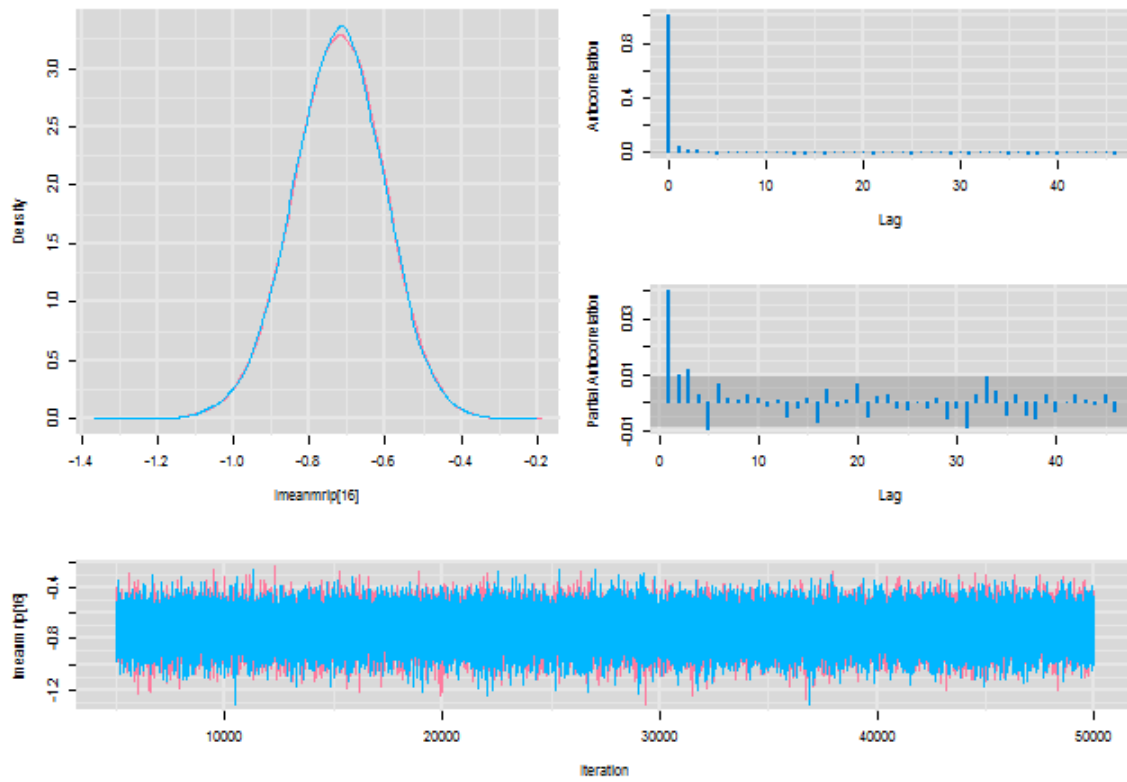 Density
0.0 0.5 1.0 1.5 2.0 2.5 3.0
-1.4 -1.2 -1.0 -0.8 -0.6 -0.4 -0.2
lmeanmrlp[16]
Autocorrelation
0.0 0.4 0.8
0 10 20 30 40
Lag
Partial Autocorrelation
-0.01 0.01 0.03
0 10 20 30 40
Lag
lmeanmrlp[16]
-1.2 -0.8 -0.4
10000 20000 30000 40000 50000
Iteration